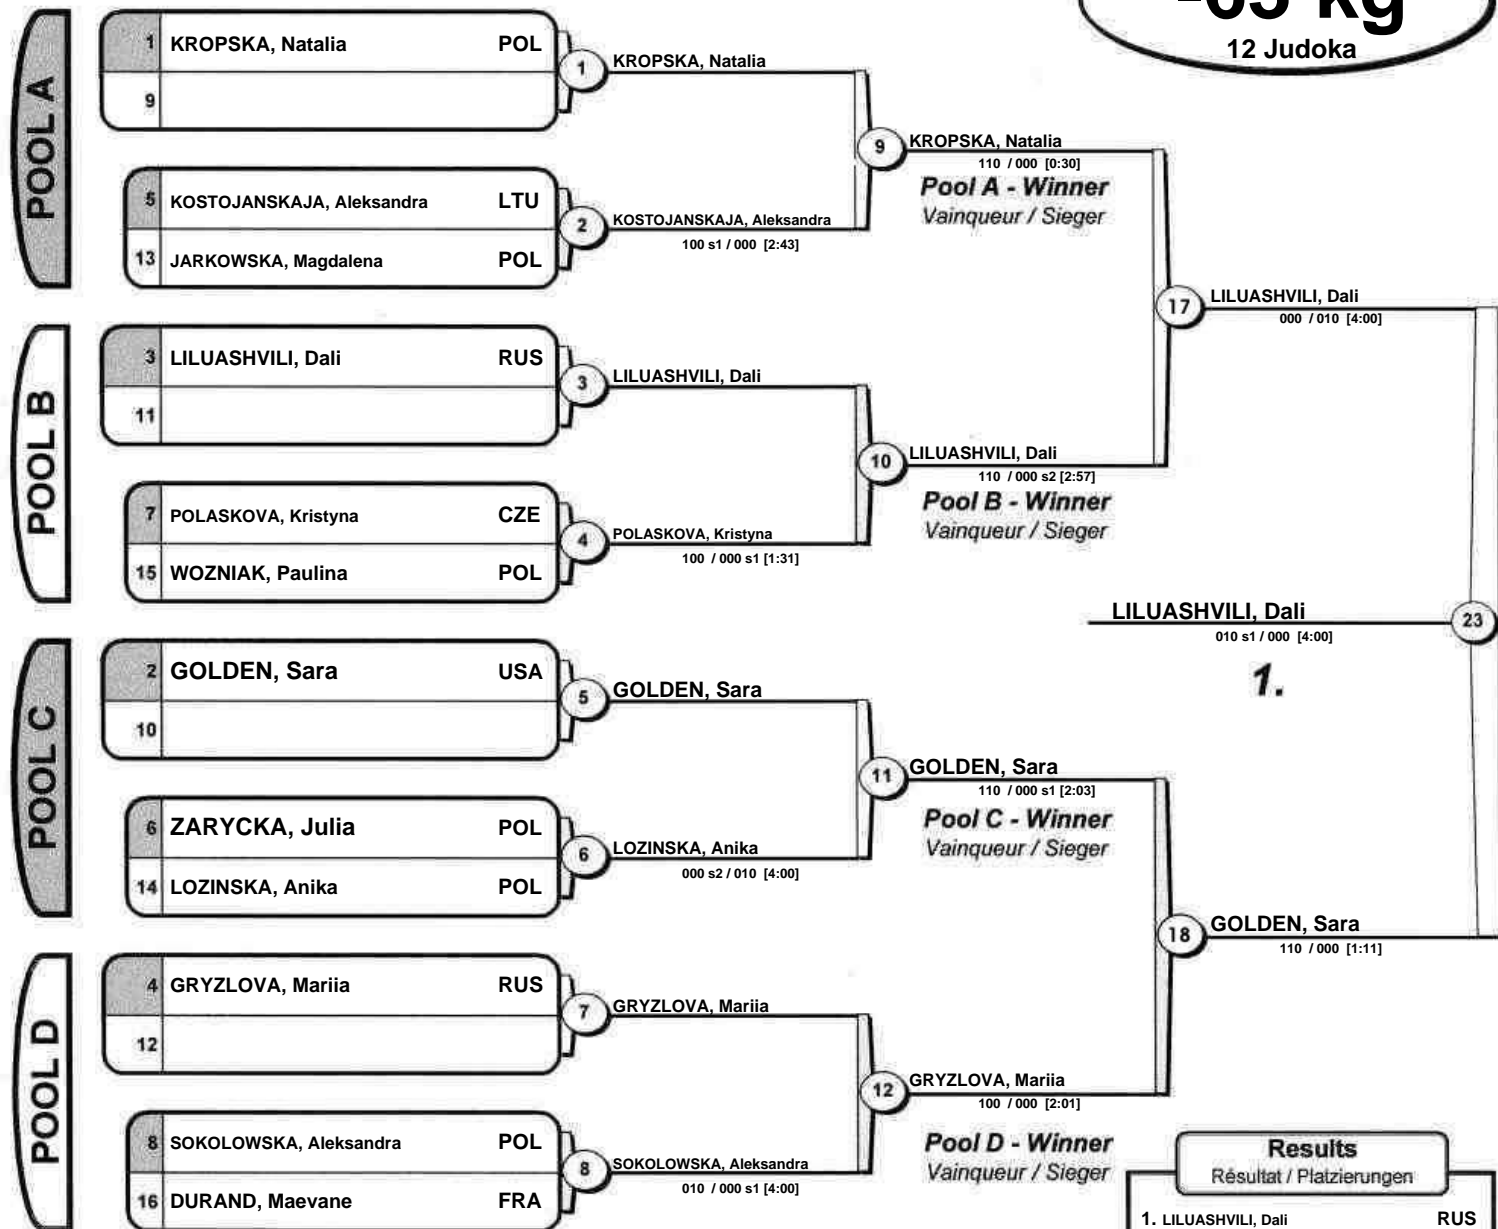 -63 kg
12 Judoka
POOL A
1 KROPSKA, Natalia POL
9
5 KOSTOJANSKAJA, Aleksandra LTU
13 JARKOWSKA, Magdalena POL
1 KROPSKA, Natalia
2 KOSTOJANSKAJA, Aleksandra
100 s1 / 000 [2:43]
9 KROPSKA, Natalia
110 / 000 [0:30]
Pool A - Winner
Vainqueur / Sieger
POOL B
3 LILUASHVILI, Dali RUS
11
7 POLASKOVA, Kristyna CZE
15 WOZNIAK, Paulina POL
3 LILUASHVILI, Dali
4 POLASKOVA, Kristyna
100 / 000 s1 [1:31]
10 LILUASHVILI, Dali
110 / 000 s2 [2:57]
Pool B - Winner
Vainqueur / Sieger
17 LILUASHVILI, Dali
000 / 010 [4:00]
LILUASHVILI, Dali 23
010 s1 / 000 [4:00]
1.
POOL C
2 GOLDEN, Sara USA
10
6 ZARYCKA, Julia POL
14 LOZINSKA, Anika POL
5 GOLDEN, Sara
6 LOZINSKA, Anika
000 s2 / 010 [4:00]
11 GOLDEN, Sara
110 / 000 s1 [2:03]
Pool C - Winner
Vainqueur / Sieger
18 GOLDEN, Sara
110 / 000 [1:11]
POOL D
4 GRYZLOVA, Mariia RUS
12
8 SOKOLOWSKA, Aleksandra POL
16 DURAND, Maevane FRA
7 GRYZLOVA, Mariia
8 SOKOLOWSKA, Aleksandra
010 / 000 s1 [4:00]
12 GRYZLOVA, Mariia
100 / 000 [2:01]
Pool D - Winner
Vainqueur / Sieger
Results
Résultat / Platzierungen
1. LILUASHVILI, Dali RUS